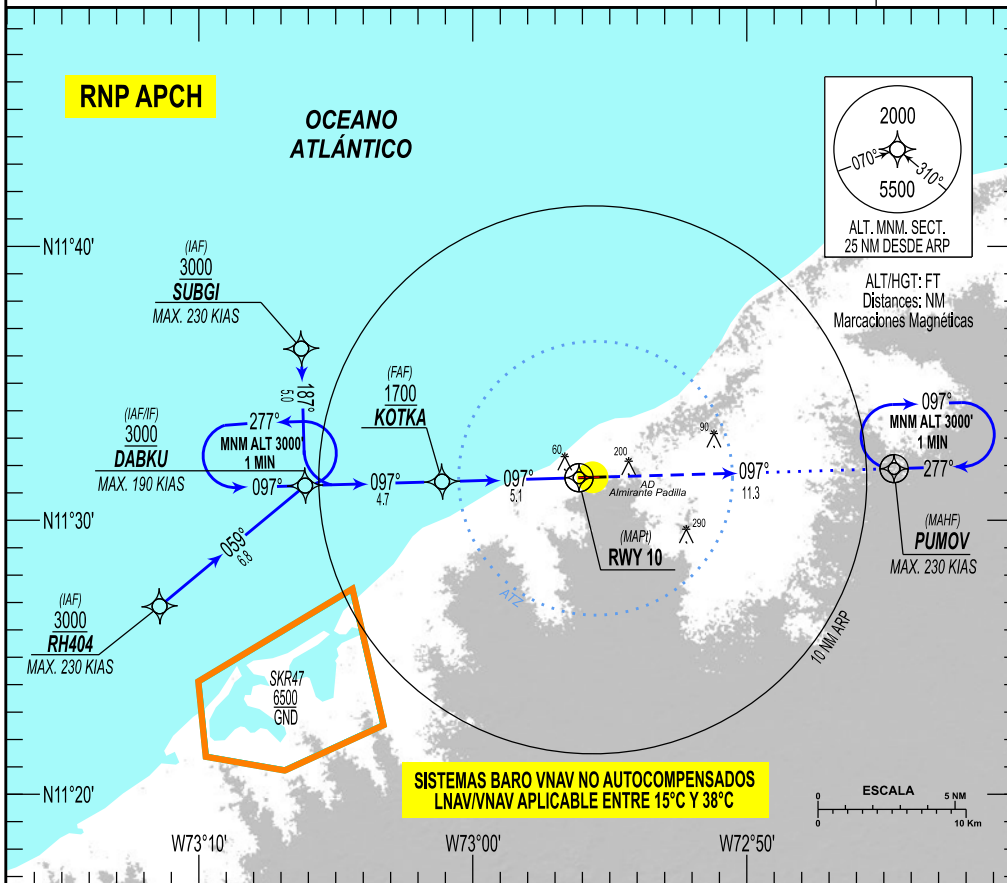 RNP APCH
OCEANO
ATLÁNTICO
2000
070°
310°
5500
ALT. MNM. SECT.
25 NM DESDE ARP
ALT/HGT: FT
Distances: NM
Marcaciones Magnéticas
N11°40'
(IAF)
3000
SUBGI
MAX. 230 KIAS
187°
5.0
(FAF)
1700
KOTKA
(IAF/IF)
3000
DABKU
MAX. 190 KIAS
277°
MNM ALT 3000'
1 MIN
097°
097°
4.7
097°
5.1
60
200
90
290
AD
Almirante Padilla
097°
11.3
097°
MNM ALT 3000'
1 MIN
277°
(MAHF)
PUMOV
MAX. 230 KIAS
(MAPt)
RWY 10
N11°30'
059°
6.8
ATZ
(IAF)
3000
RH404
MAX. 230 KIAS
10 NM ARP
SKR47
6500
GND
SISTEMAS BARO VNAV NO AUTOCOMPENSADOS
LNAV/VNAV APLICABLE ENTRE 15°C Y 38°C
N11°20'
ESCALA
0
5 NM
0
10 Km
W73°10'
W73°00'
W72°50'